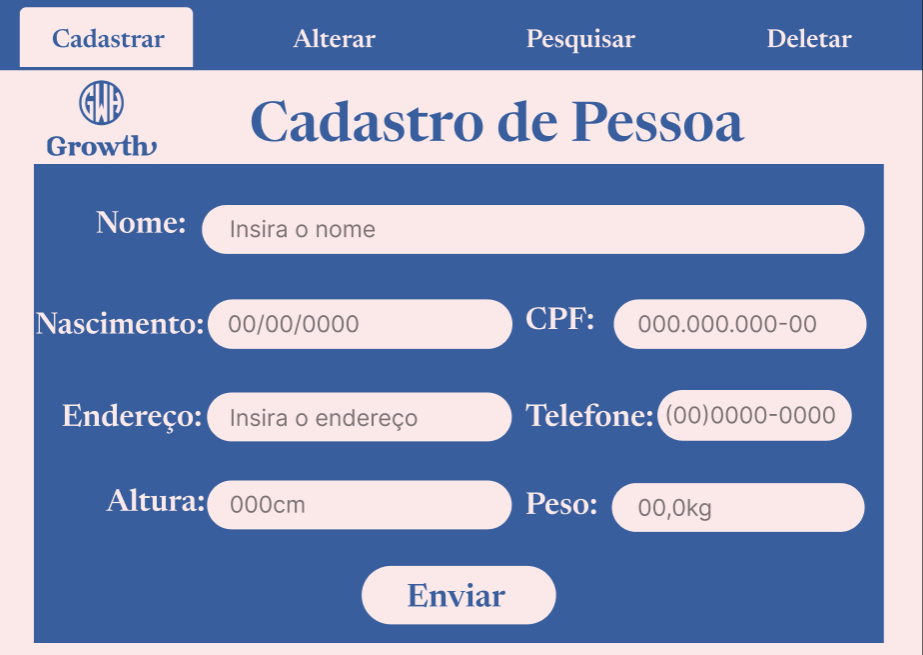 Cadastrar Alterar Pesquisar Deletar
GWH
Growth
Cadastro de Pessoa
Nome: Insira o nome
Nascimento: 00/00/0000 CPF: 000.000.000-00
Endereço: Insira o endereço Telefone: (00)0000-0000
Altura: 000cm Peso: 00,0kg
Enviar